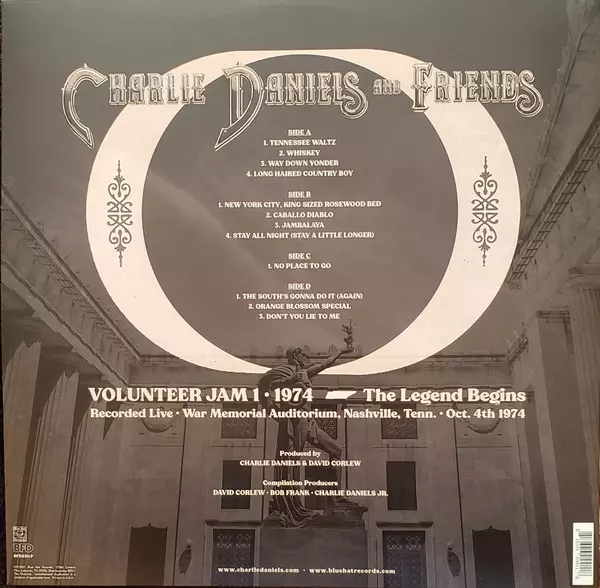 CHARLIE DANIELS AND FRIENDS
SIDE A
1. TENNESSEE WALTZ
2. WHISKEY
3. WAY DOWN YONDER
4. LONG HAIRED COUNTRY BOY
SIDE B
1. NEW YORK CITY, KING SIZED ROSEWOOD BED
2. CABALLO DIABLO
3. JAMBALAYA
4. STAY ALL NIGHT (STAY A LITTLE LONGER)
SIDE C
1. NO PLACE TO GO
SIDE D
1. THE SOUTH'S GONNA DO IT (AGAIN)
2. ORANGE BLOSSOM SPECIAL
3. DON'T YOU LIE TO ME
VOLUNTEER JAM 1 • 1974 The Legend Begins
Recorded Live • War Memorial Auditorium, Nashville, Tenn. • Oct. 4th 1974
Produced by
CHARLIE DANIELS & DAVID CORLEW
Compilation Producers
DAVID CORLEW • BOB FRANK • CHARLIE DANIELS JR.
BFD
www.charliedaniels.com • www.bluehatrecords.com